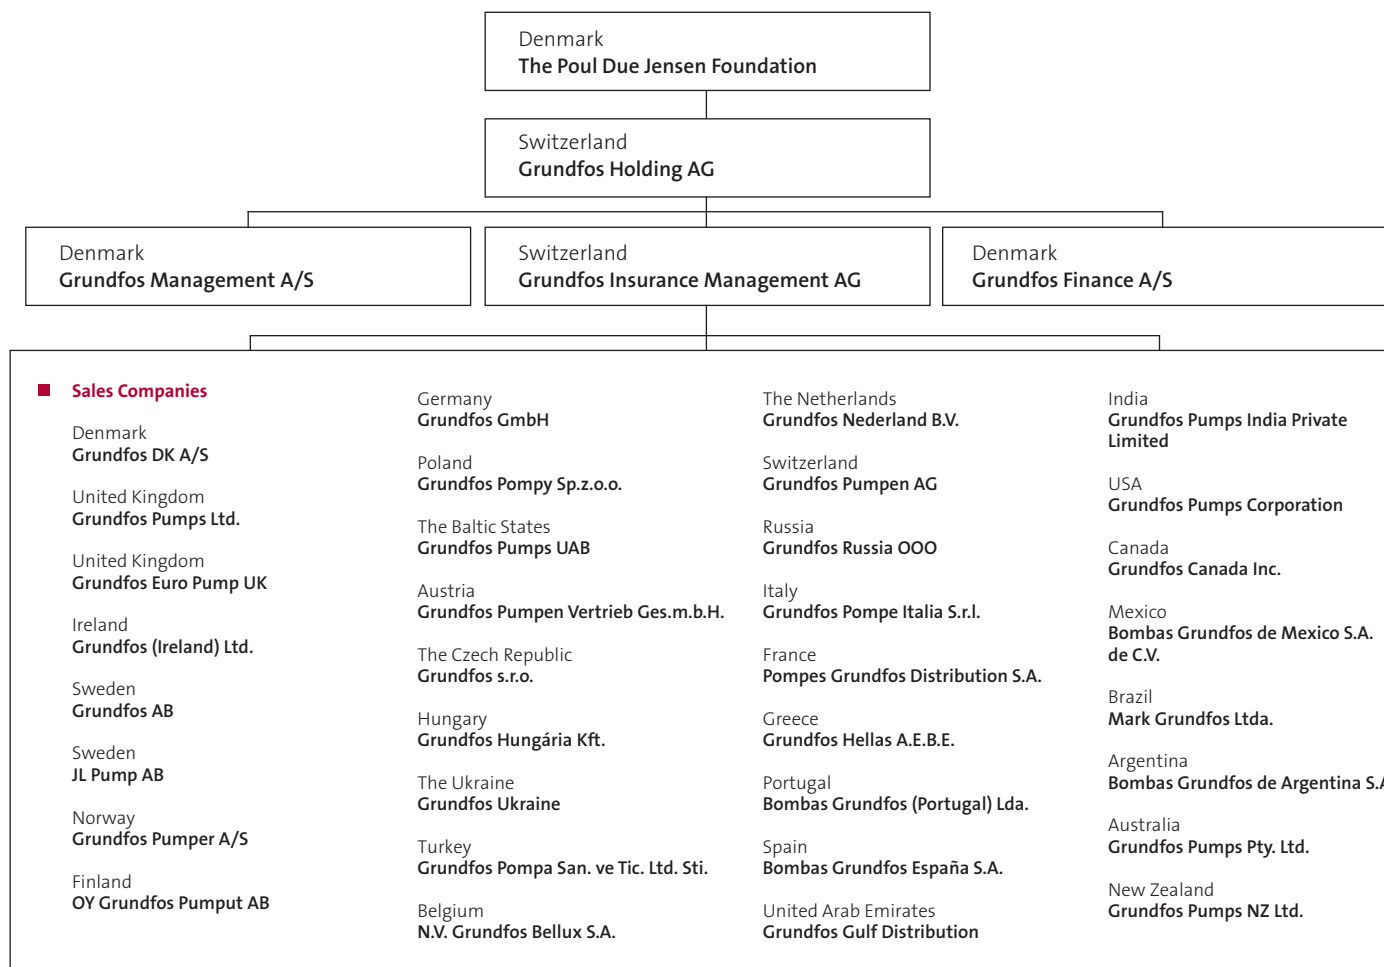 Denmark
The Poul Due Jensen Foundation
Switzerland
Grundfos Holding AG
Denmark
Grundfos Management A/S
Switzerland
Grundfos Insurance Management AG
Denmark
Grundfos Finance A/S
Sales Companies
Denmark
Grundfos DK A/S
United Kingdom
Grundfos Pumps Ltd.
United Kingdom
Grundfos Euro Pump UK
Ireland
Grundfos (Ireland) Ltd.
Sweden
Grundfos AB
Sweden
JL Pump AB
Norway
Grundfos Pumper A/S
Finland
OY Grundfos Pumput AB
Germany
Grundfos GmbH
Poland
Grundfos Pompy Sp.z.o.o.
The Baltic States
Grundfos Pumps UAB
Austria
Grundfos Pumpen Vertrieb Ges.m.b.H.
The Czech Republic
Grundfos s.r.o.
Hungary
Grundfos Hungária Kft.
The Ukraine
Grundfos Ukraine
Turkey
Grundfos Pompa San. ve Tic. Ltd. Sti.
Belgium
N.V. Grundfos Bellux S.A.
The Netherlands
Grundfos Nederland B.V.
Switzerland
Grundfos Pumpen AG
Russia
Grundfos Russia OOO
Italy
Grundfos Pompe Italia S.r.l.
France
Pompes Grundfos Distribution S.A.
Greece
Grundfos Hellas A.E.B.E.
Portugal
Bombas Grundfos (Portugal) Lda.
Spain
Bombas Grundfos España S.A.
United Arab Emirates
Grundfos Gulf Distribution
India
Grundfos Pumps India Private
Limited
USA
Grundfos Pumps Corporation
Canada
Grundfos Canada Inc.
Mexico
Bombas Grundfos de Mexico S.A.
de C.V.
Brazil
Mark Grundfos Ltda.
Argentina
Bombas Grundfos de Argentina S.A
Australia
Grundfos Pumps Pty. Ltd.
New Zealand
Grundfos Pumps NZ Ltd.